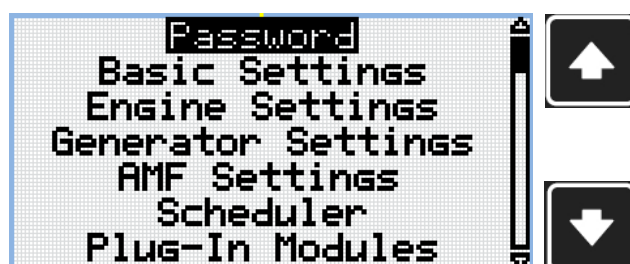 Password
Basic Settings
Engine Settings
Generator Settings
AMF Settings
Scheduler
Plug-In Modules